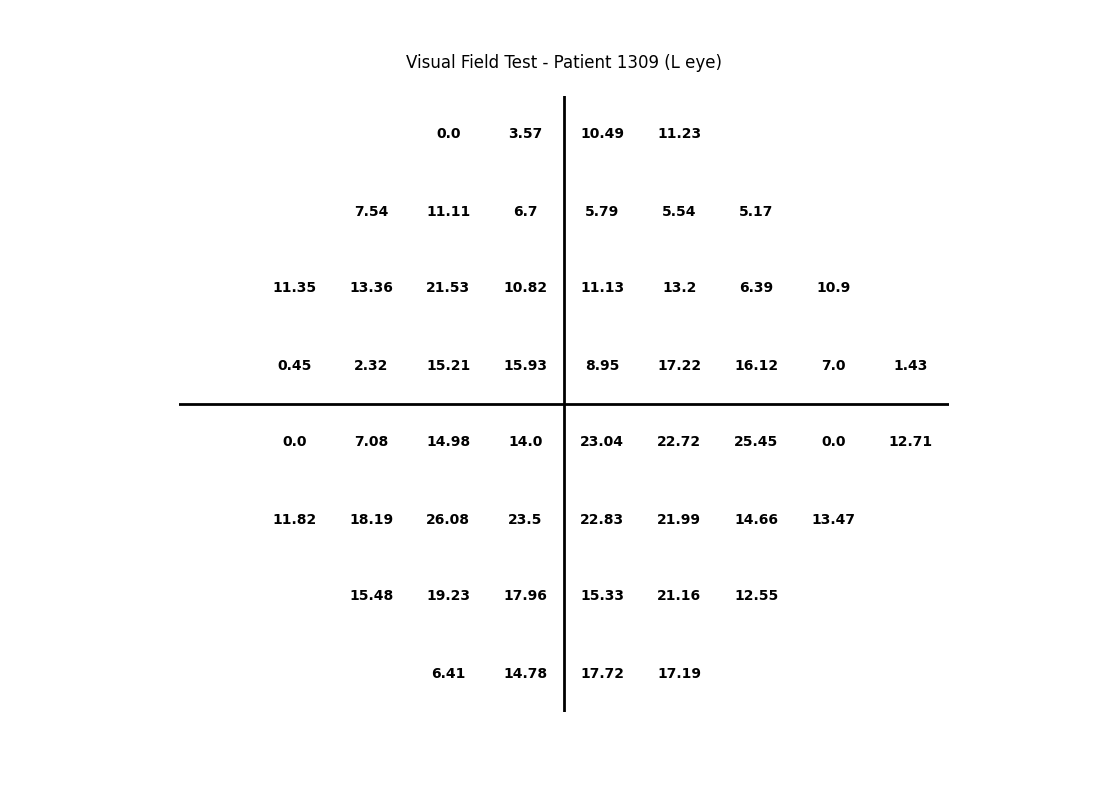 Visual Field Test - Patient 1309 (L eye)
0.0 3.57 10.49 11.23
7.54 11.11 6.7 5.79 5.54 5.17
11.35 13.36 21.53 10.82 11.13 13.2 6.39 10.9
0.45 2.32 15.21 15.93 8.95 17.22 16.12 7.0 1.43
0.0 7.08 14.98 14.0 23.04 22.72 25.45 0.0 12.71
11.82 18.19 26.08 23.5 22.83 21.99 14.66 13.47
15.48 19.23 17.96 15.33 21.16 12.55
6.41 14.78 17.72 17.19